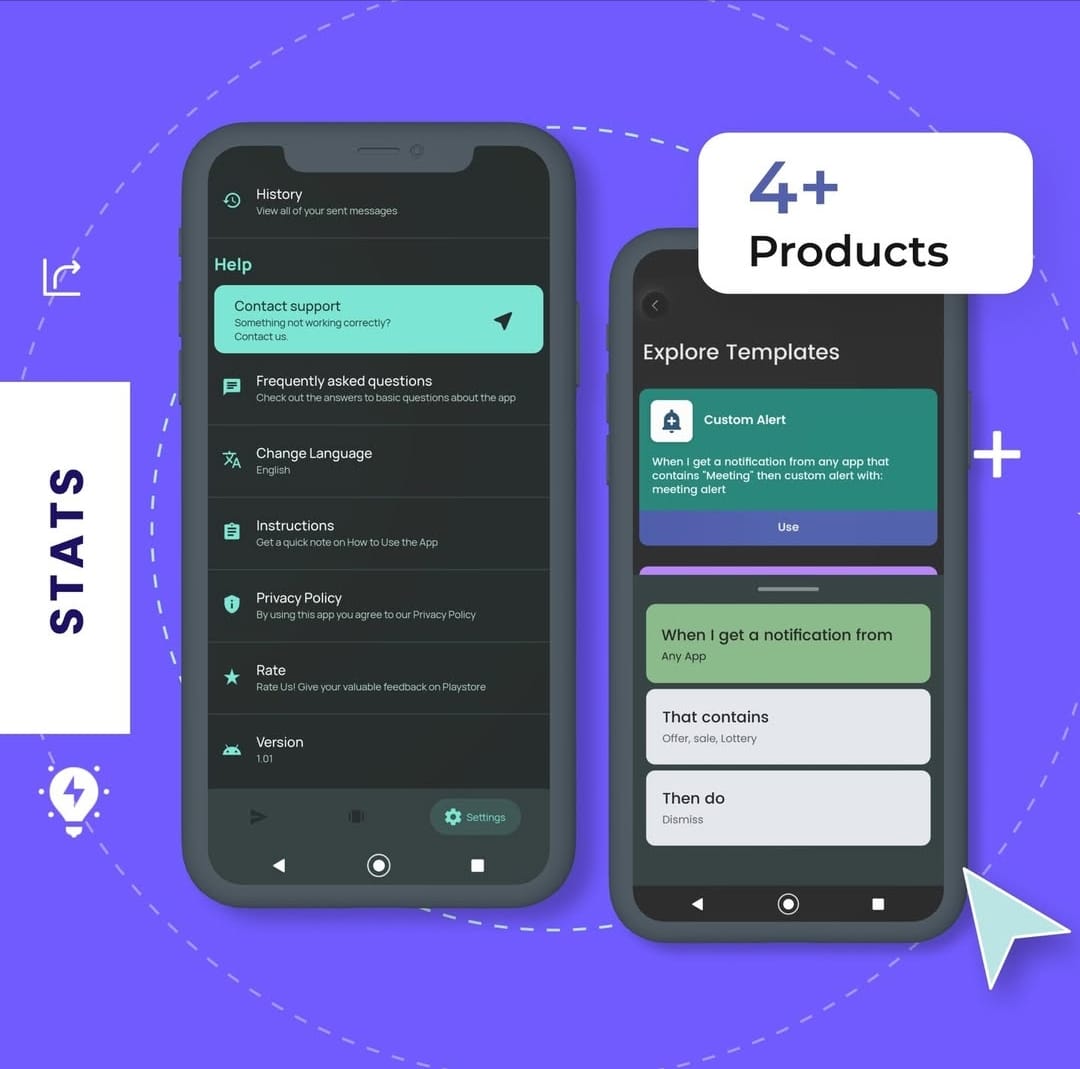 4+
Products
STATS
History
View all of your sent messages
Help
Contact support
Something not working correctly?
Contact us.
Frequently asked questions
Check out the answers to basic questions about the app
Change Language
English
Instructions
Get a quick note on How to Use the App
Privacy Policy
By using this app you agree to our Privacy Policy
Rate
Rate Us! Give your valuable feedback on Playstore
Version
1.01
Settings
Explore Templates
Custom Alert
When I get a notification from any app that
contains "Meeting" then custom alert with:
meeting alert
Use
When I get a notification from
Any App
That contains
Offer, sale, Lottery
Then do
Dismiss